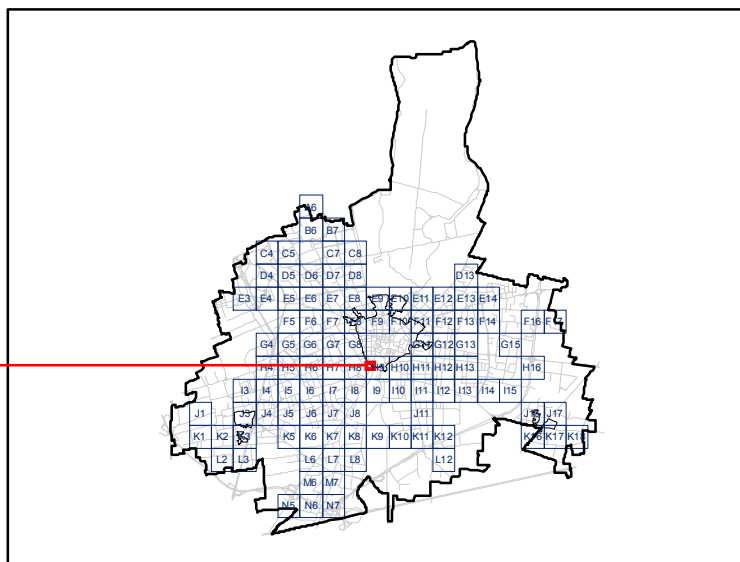 A6
B6 B7
C4 C5 C7 C8
D4 D5 D6 D7 D8 D13
E3 E4 E5 E6 E7 E8 E9 E10 E11 E12 E13 E14
F5 F6 F7 F9 F10 F11 F12 F13 F14 F16
G4 G5 G6 G7 G8 G12 G13 G15
H4 H5 H6 H7 H8 H10 H11 H12 H13 H16
I3 I4 I5 I6 I7 I8 I9 I10 I11 I12 I13 I14 I15
J1 J3 J4 J5 J6 J7 J8 J11 J17
K1 K2 K5 K6 K7 K8 K9 K10 K11 K12 K16 K17
L2 L3 L6 L7 L8 L12
M6 M7
N5 N6 N7